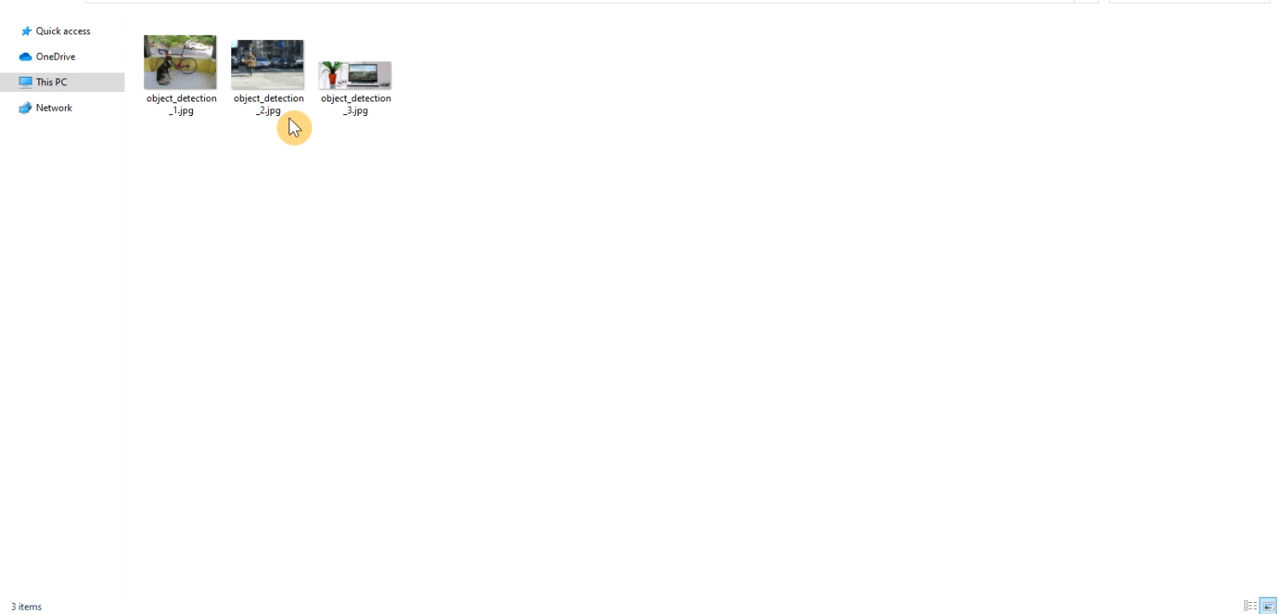 Quick access
OneDrive
This PC
Network
object_detection
_1.jpg
object_detection
_2.jpg
object_detection
_3.jpg
3 items